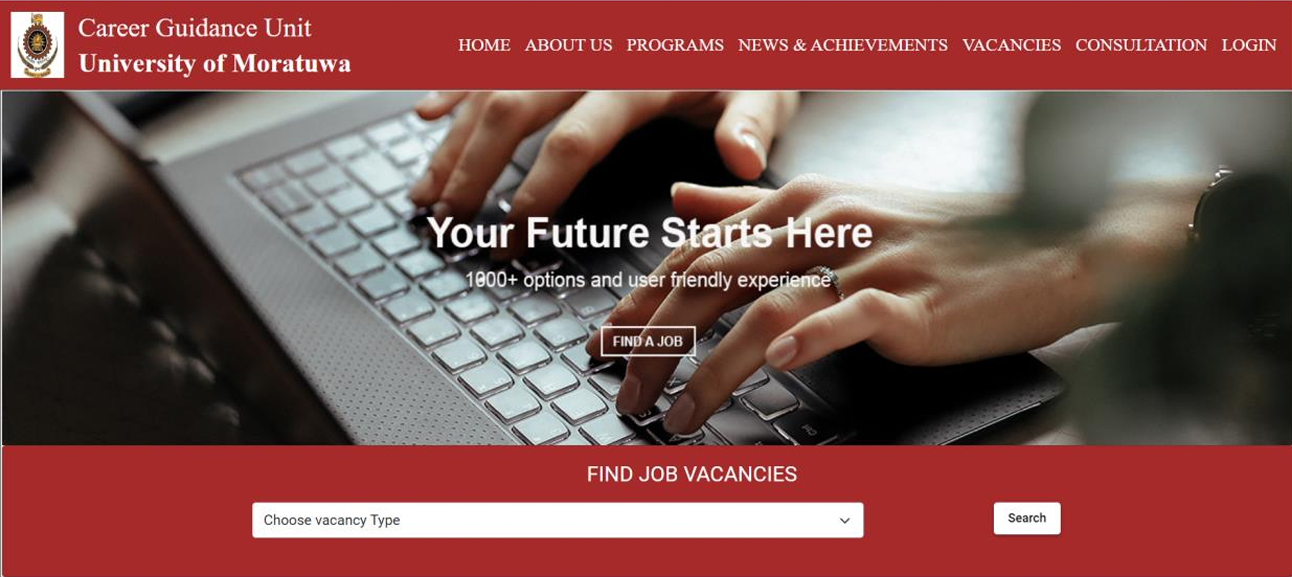 Career Guidance Unit
University of Moratuwa
HOME ABOUT US PROGRAMS NEWS & ACHIEVEMENTS VACANCIES CONSULTATION LOGIN
Your Future Starts Here
1000+ options and user friendly experience
FIND A JOB
FIND JOB VACANCIES
Choose vacancy Type
Search